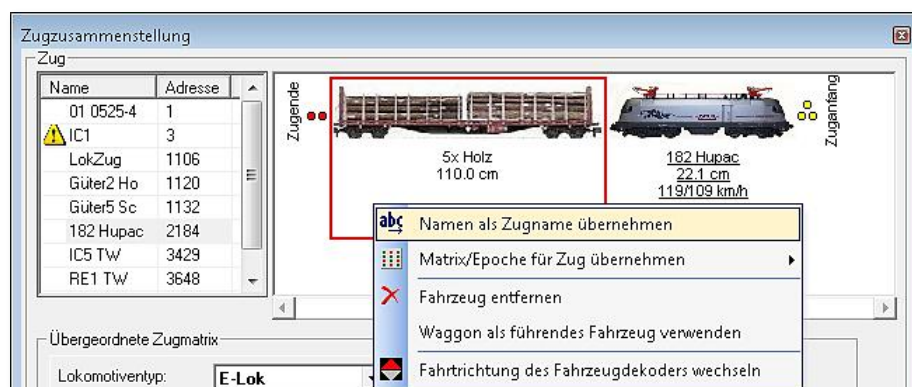 Zugzusammenstellung
Zug
Name Adresse
01 0525-4 1
IC1 3
LokZug 1106
Güter2 Ho 1120
Güter5 Sc 1132
182 Hupac 2184
IC5 TW 3429
RE1 TW 3648
Zugende
5x Holz
110.0 cm
182 Hupac
22.1 cm
119/109 km/h
Zuganfang
abc Namen als Zugname übernehmen
Matrix/Epoche für Zug übernehmen
Fahrzeug entfernen
Waggon als führendes Fahrzeug verwenden
Fahrtrichtung des Fahrzeugdekoders wechseln
Übergeordnete Zugmatrix
Lokomotiventyp: E-Lok